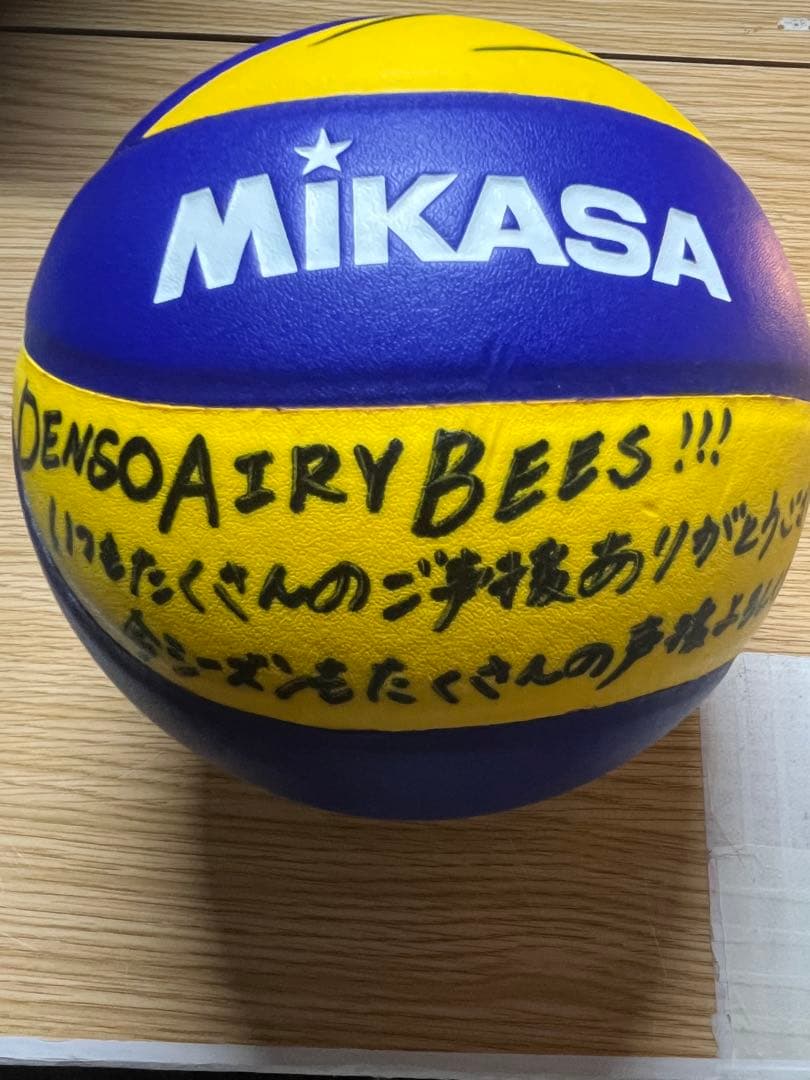 MIKASA
DENSO AIRY BEES!!!
いつもたくさんのご声援ありがとうご
今シーズンもたくさんの声援よろし